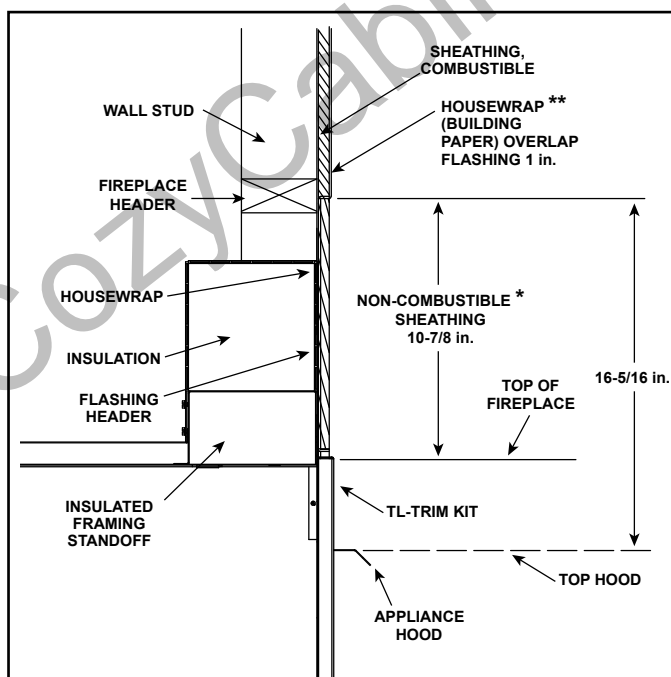 CozyCabi
SHEATHING,
COMBUSTIBLE
WALL STUD
HOUSEWRAP **
(BUILDING
PAPER) OVERLAP
FLASHING 1 in.
FIREPLACE
HEADER
HOUSEWRAP
NON-COMBUSTIBLE *
SHEATHING
10-7/8 in.
INSULATION
16-5/16 in.
FLASHING
HEADER
TOP OF
FIREPLACE
INSULATED
FRAMING
STANDOFF
TL-TRIM KIT
TOP HOOD
APPLIANCE
HOOD